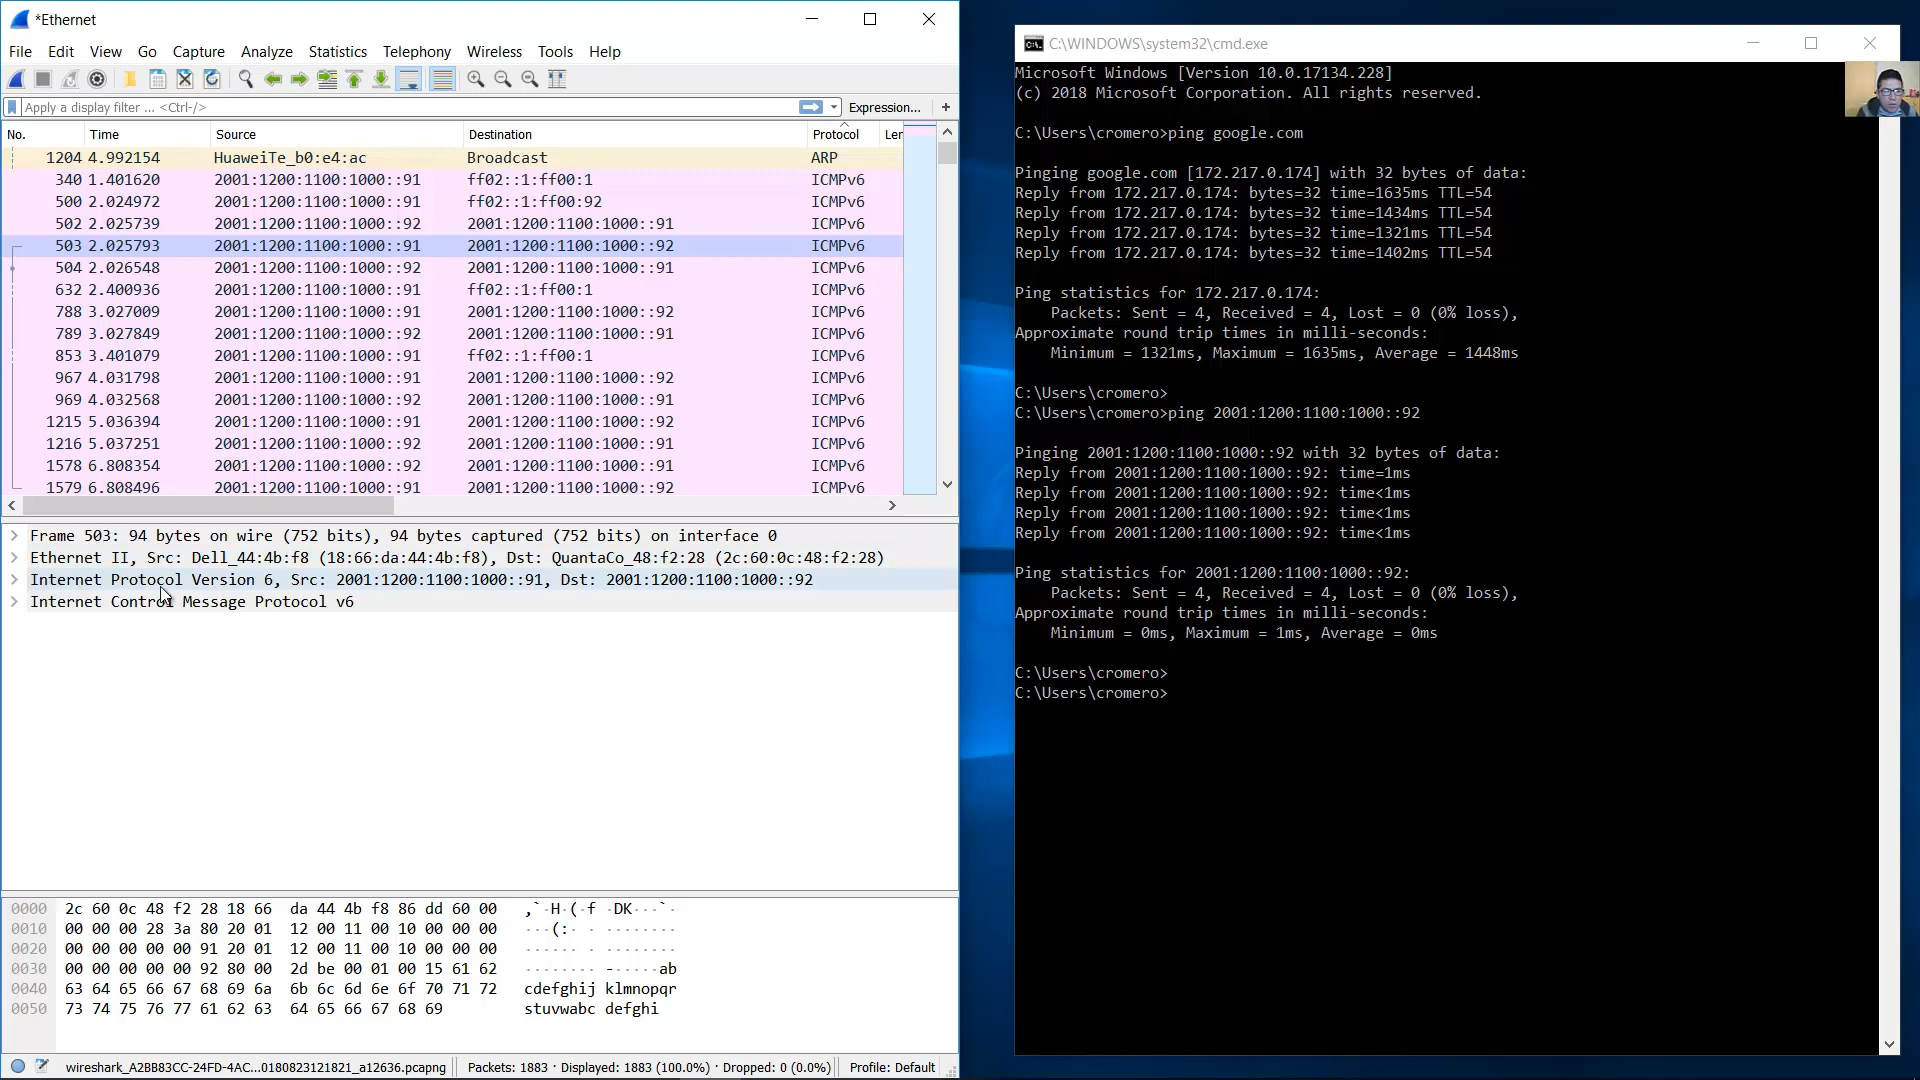 *Ethernet
File Edit View Go Capture Analyze Statistics Telephony Wireless Tools Help
Apply a display filter ... <Ctrl-/> Expression... +
No. Time Source Destination Protocol Ler
1204 4.992154 HuaweiTe_b0:e4:ac Broadcast ARP
340 1.401620 2001:1200:1100:1000::91 ff02::1:ff00:1 ICMPv6
500 2.024972 2001:1200:1100:1000::91 ff02::1:ff00:92 ICMPv6
502 2.025739 2001:1200:1100:1000::92 2001:1200:1100:1000::91 ICMPv6
503 2.025793 2001:1200:1100:1000::91 2001:1200:1100:1000::92 ICMPv6
504 2.026548 2001:1200:1100:1000::92 2001:1200:1100:1000::91 ICMPv6
632 2.400936 2001:1200:1100:1000::91 ff02::1:ff00:1 ICMPv6
788 3.027009 2001:1200:1100:1000::91 2001:1200:1100:1000::92 ICMPv6
789 3.027849 2001:1200:1100:1000::92 2001:1200:1100:1000::91 ICMPv6
853 3.401079 2001:1200:1100:1000::91 ff02::1:ff00:1 ICMPv6
967 4.031798 2001:1200:1100:1000::91 2001:1200:1100:1000::92 ICMPv6
969 4.032568 2001:1200:1100:1000::92 2001:1200:1100:1000::91 ICMPv6
1215 5.036394 2001:1200:1100:1000::91 2001:1200:1100:1000::92 ICMPv6
1216 5.037251 2001:1200:1100:1000::92 2001:1200:1100:1000::91 ICMPv6
1578 6.808354 2001:1200:1100:1000::92 2001:1200:1100:1000::91 ICMPv6
1579 6.808496 2001:1200:1100:1000::91 2001:1200:1100:1000::92 ICMPv6
Frame 503: 94 bytes on wire (752 bits), 94 bytes captured (752 bits) on interface 0
Ethernet II, Src: Dell_44:4b:f8 (18:66:da:44:4b:f8), Dst: QuantaCo_48:f2:28 (2c:60:0c:48:f2:28)
Internet Protocol Version 6, Src: 2001:1200:1100:1000::91, Dst: 2001:1200:1100:1000::92
Internet Control Message Protocol v6
0000 2c 60 0c 48 f2 28 18 66 da 44 4b f8 86 dd 60 00 ,`·H·(·f ·DK···`·
0010 00 00 00 28 3a 80 20 01 12 00 11 00 10 00 00 00 ···(:· · ········
0020 00 00 00 00 00 91 20 01 12 00 11 00 10 00 00 00 ······ · ········
0030 00 00 00 00 00 92 80 00 2d be 00 01 00 15 61 62 ········ -·····ab
0040 63 64 65 66 67 68 69 6a 6b 6c 6d 6e 6f 70 71 72 cdefghij klmnopqr
0050 73 74 75 76 77 61 62 63 64 65 66 67 68 69 stuvwabc defghi
wireshark_A2BB83CC-24FD-4AC...0180823121821_a12636.pcapng Packets: 1883 · Displayed: 1883 (100.0%) · Dropped: 0 (0.0%) Profile: Default
C:\WINDOWS\system32\cmd.exe
Microsoft Windows [Version 10.0.17134.228]
(c) 2018 Microsoft Corporation. All rights reserved.
C:\Users\cromero>ping google.com
Pinging google.com [172.217.0.174] with 32 bytes of data:
Reply from 172.217.0.174: bytes=32 time=1635ms TTL=54
Reply from 172.217.0.174: bytes=32 time=1434ms TTL=54
Reply from 172.217.0.174: bytes=32 time=1321ms TTL=54
Reply from 172.217.0.174: bytes=32 time=1402ms TTL=54
Ping statistics for 172.217.0.174:
Packets: Sent = 4, Received = 4, Lost = 0 (0% loss),
Approximate round trip times in milli-seconds:
Minimum = 1321ms, Maximum = 1635ms, Average = 1448ms
C:\Users\cromero>
C:\Users\cromero>ping 2001:1200:1100:1000::92
Pinging 2001:1200:1100:1000::92 with 32 bytes of data:
Reply from 2001:1200:1100:1000::92: time=1ms
Reply from 2001:1200:1100:1000::92: time<1ms
Reply from 2001:1200:1100:1000::92: time<1ms
Reply from 2001:1200:1100:1000::92: time<1ms
Ping statistics for 2001:1200:1100:1000::92:
Packets: Sent = 4, Received = 4, Lost = 0 (0% loss),
Approximate round trip times in milli-seconds:
Minimum = 0ms, Maximum = 1ms, Average = 0ms
C:\Users\cromero>
C:\Users\cromero>